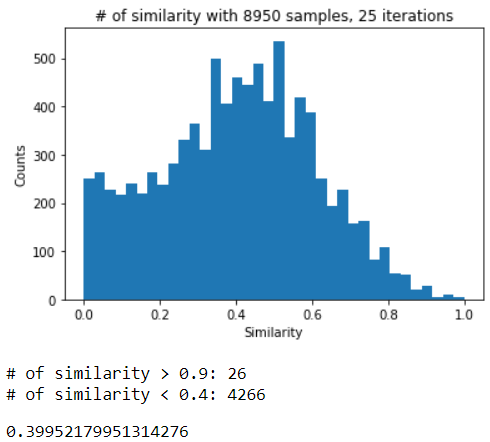 # of similarity with 8950 samples, 25 iterations
500
400
300
200
100
0
Counts
0.0 0.2 0.4 0.6 0.8 1.0
Similarity
# of similarity > 0.9: 26
# of similarity < 0.4: 4266
0.39952179951314276